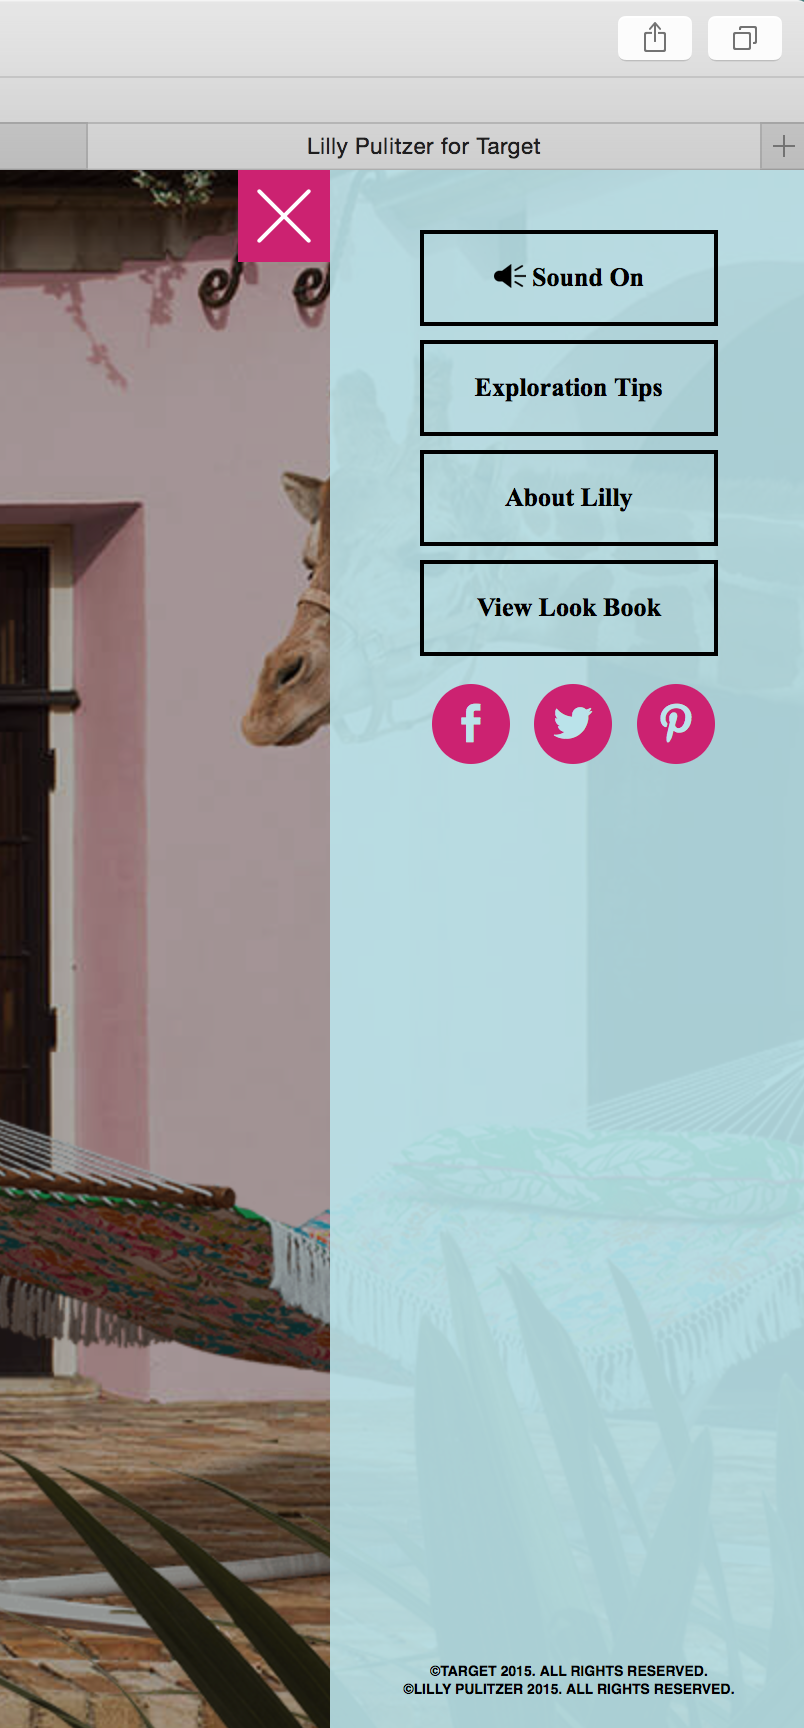 Lilly Pulitzer for Target
Sound On
Exploration Tips
About Lilly
View Look Book
©TARGET 2015. ALL RIGHTS RESERVED.
©LILLY PULITZER 2015. ALL RIGHTS RESERVED.